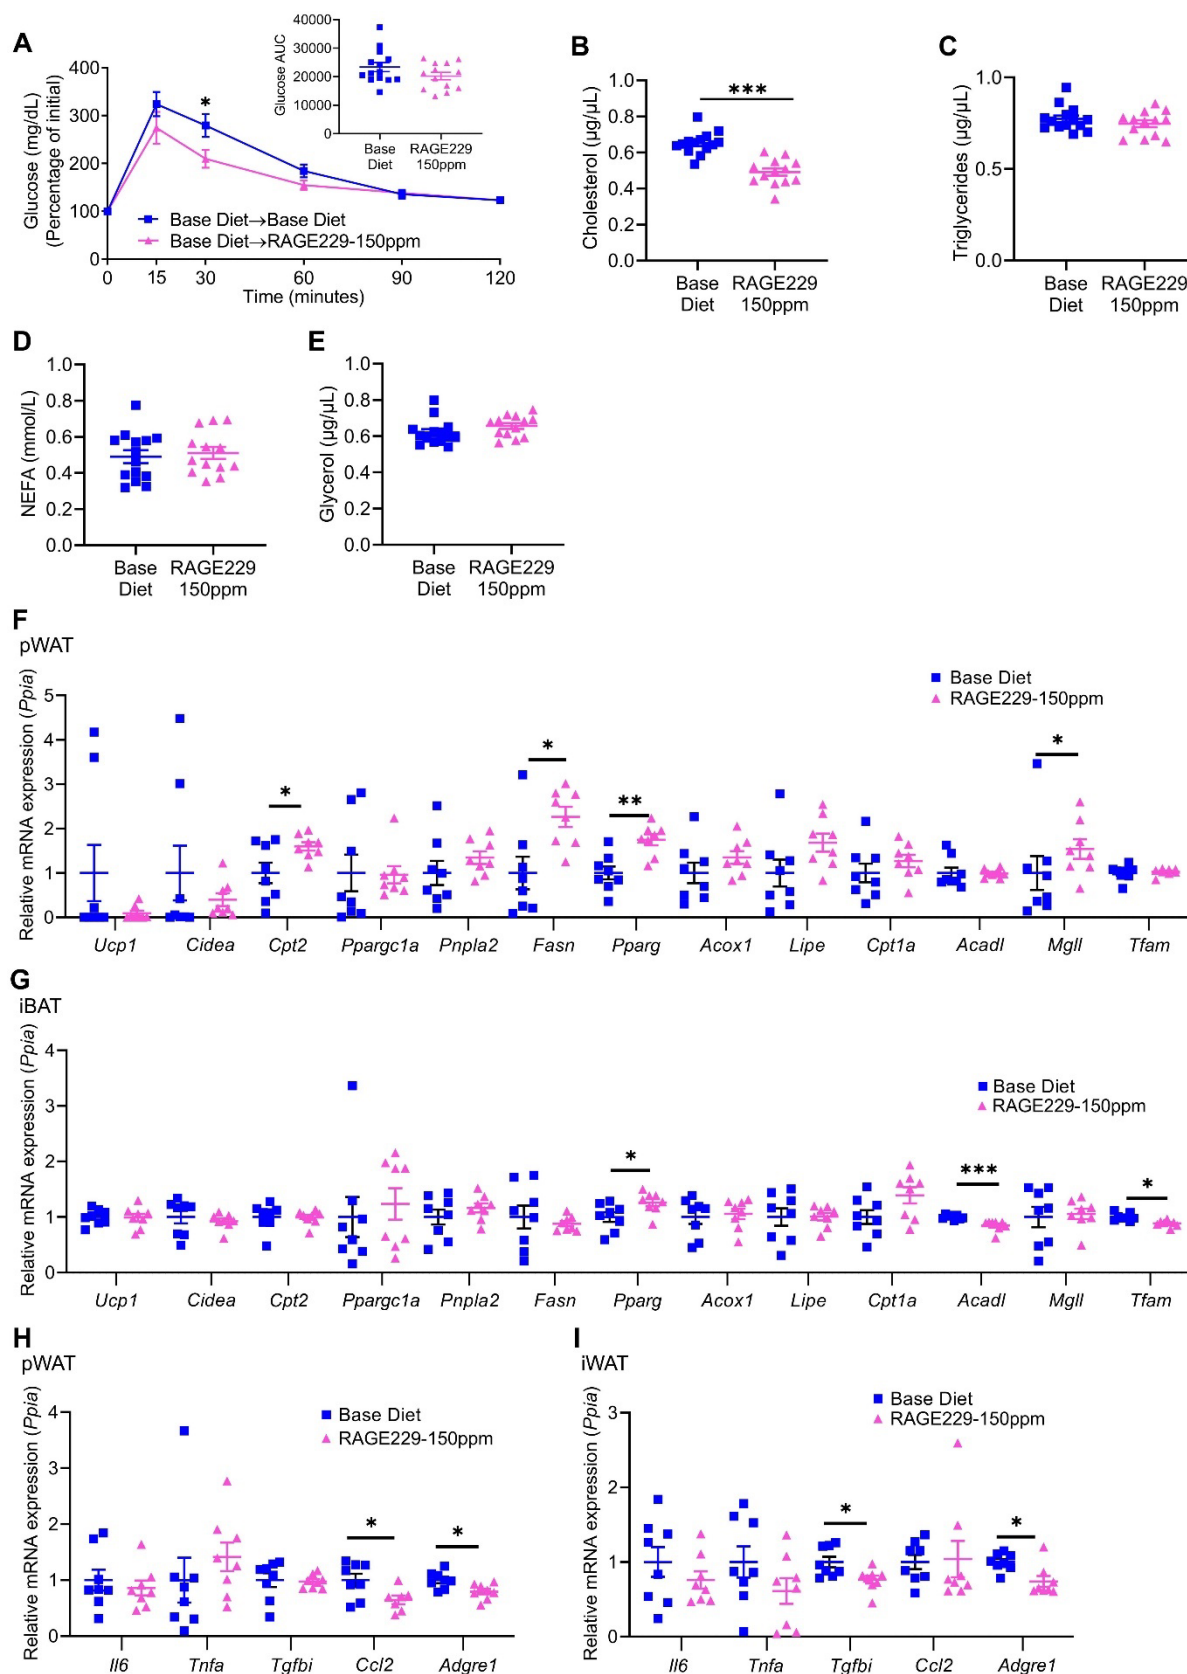 A
Glucose (mg/dL)
(Percentage of initial)
400
300
200
100
0
*
Base Diet→Base Diet
Base Diet→RAGE229-150ppm
0 15 30 60 90 120
Time (minutes)
Glucose AUC
40000
30000
20000
10000
0
Base
Diet
RAGE229
150ppm
B
Cholesterol (µg/µL)
1.0
0.8
0.6
0.4
0.2
0.0
***
Base
Diet
RAGE229
150ppm
C
Triglycerides (µg/µL)
1.0
0.5
0.0
Base
Diet
RAGE229
150ppm
D
NEFA (mmol/L)
1.0
0.8
0.6
0.4
0.2
0.0
Base
Diet
RAGE229
150ppm
E
Glycerol (µg/µL)
1.0
0.8
0.6
0.4
0.2
0.0
Base
Diet
RAGE229
150ppm
F
pWAT
Relative mRNA expression (Ppia)
5
4
3
2
1
0
Base Diet
RAGE229-150ppm
* * ** *
Ucp1 Cidea Cpt2 Ppargc1a Pnpla2 Fasn Pparg Acox1 Lipe Cpt1a Acadl Mgll Tfam
G
iBAT
Relative mRNA expression (Ppia)
4
3
2
1
0
Base Diet
RAGE229-150ppm
* *** *
Ucp1 Cidea Cpt2 Ppargc1a Pnpla2 Fasn Pparg Acox1 Lipe Cpt1a Acadl Mgll Tfam
H
pWAT
Relative mRNA expression (Ppia)
4
3
2
1
0
Base Diet
RAGE229-150ppm
* *
Il6 Tnfa Tgfbi Ccl2 Adgre1
I
iWAT
Relative mRNA expression (Ppia)
3
2
1
0
Base Diet
RAGE229-150ppm
* *
Il6 Tnfa Tgfbi Ccl2 Adgre1